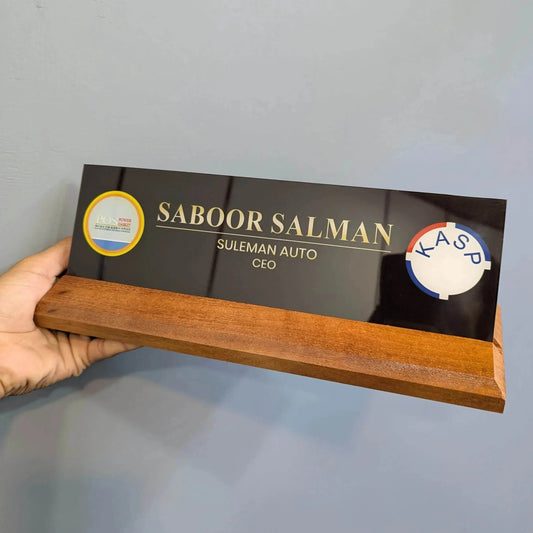 SABOOR SALMAN
SULEMAN AUTO
CEO
KASP